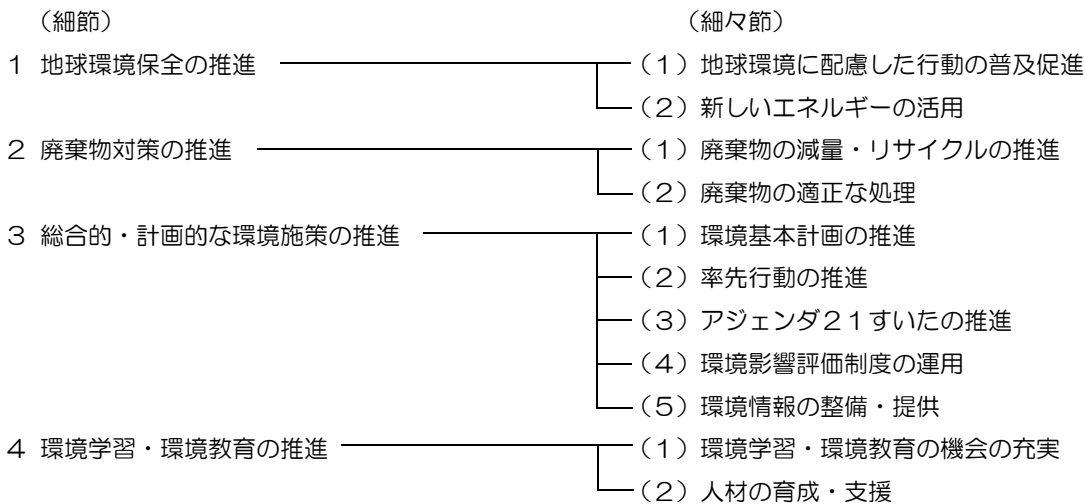 （細節）　（細々節）
１ 地球環境保全の推進　（１）地球環境に配慮した行動の普及促進
（２）新しいエネルギーの活用
２ 廃棄物対策の推進　（１）廃棄物の減量・リサイクルの推進
（２）廃棄物の適正な処理
３ 総合的・計画的な環境施策の推進　（１）環境基本計画の推進
（２）率先行動の推進
（３）アジェンダ２１すいたの推進
（４）環境影響評価制度の運用
（５）環境情報の整備・提供
４ 環境学習・環境教育の推進　（１）環境学習・環境教育の機会の充実
（２）人材の育成・支援